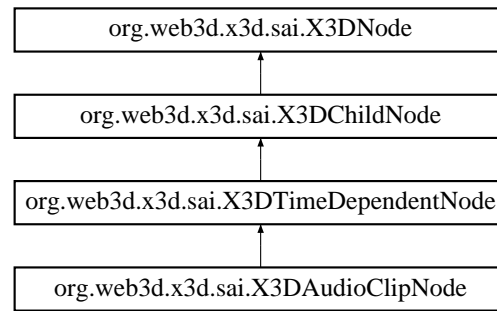 org.web3d.x3d.sai.X3DNode
org.web3d.x3d.sai.X3DChildNode
org.web3d.x3d.sai.X3DTimeDependentNode
org.web3d.x3d.sai.X3DAudioClipNode